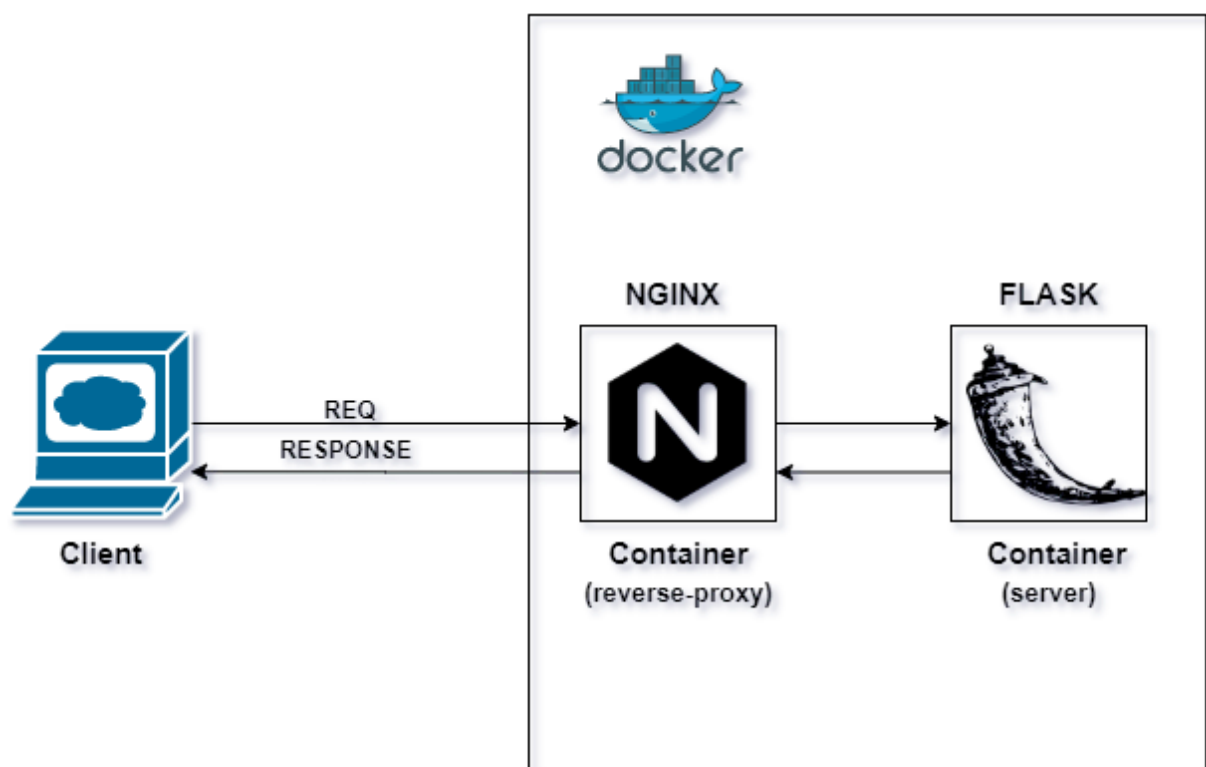 docker
NGINX
FLASK
REQ
RESPONSE
N
Client
Container
(reverse-proxy)
Container
(server)